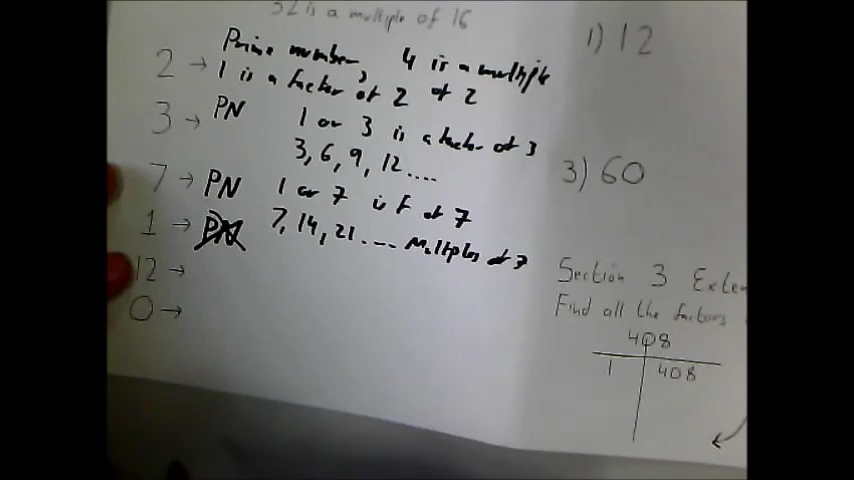 32 is a multiple of 16
2 → Prime number, 4 is a multiple
1 is a factor of 2 of 2
3 → PN 1 or 3 is a factor of 3
3, 6, 9, 12....
7 → PN 1 or 7 is F of 7
1 → PN 7, 14, 21 .... Multiples of 7
12 →
0 →
1) 12
3) 60
Section 3 Exten
Find all the factors
408
1 408